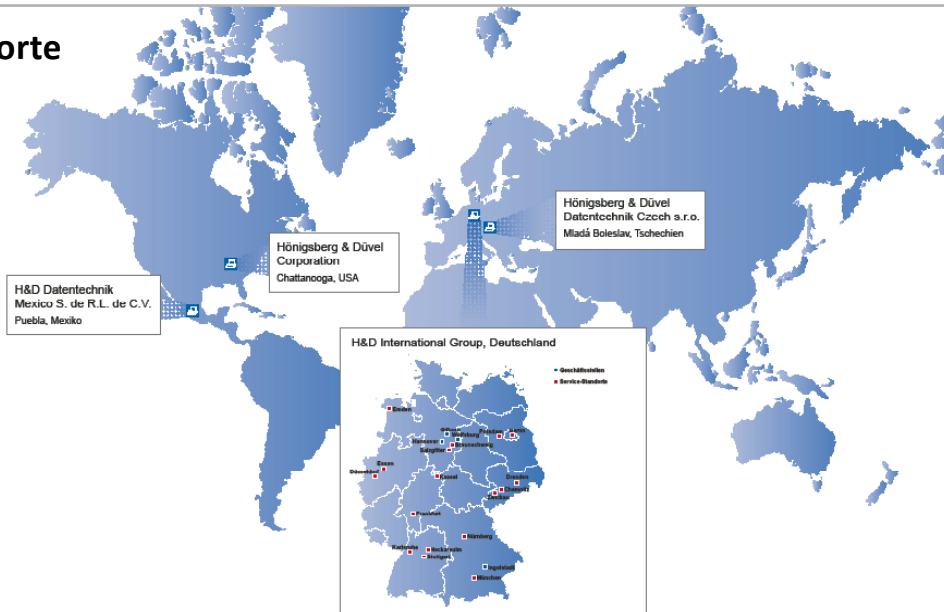 orte
Hönigsberg & Düvel
Datentechnik Czech s.r.o.
Mladá Boleslav, Tschechien
Hönigsberg & Düvel
Corporation
Chattanooga, USA
H&D Datentechnik
Mexico S. de R.L. de C.V.
Puebla, Mexiko
H&D International Group, Deutschland
Geschäftsstellen
Service-Standorte
Emden
Wolfsburg
Potsdam
Hannover
Braunschweig
Salzgitter
Essen
Düsseldorf
Kassel
Dresden
Chemnitz
Zwickau
Frankfurt
Nürnberg
Karlsruhe
Neckarsulm
Stuttgart
Ingolstadt
München